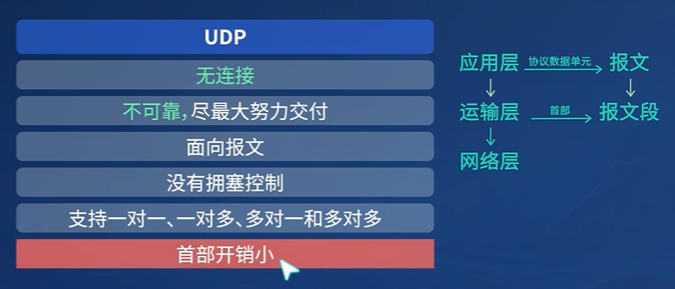 UDP
无连接
不可靠，尽最大努力交付
面向报文
没有拥塞控制
支持一对一、一对多、多对一和多对多
首部开销小
应用层 协议数据单元 报文
运输层 首部 报文段
网络层